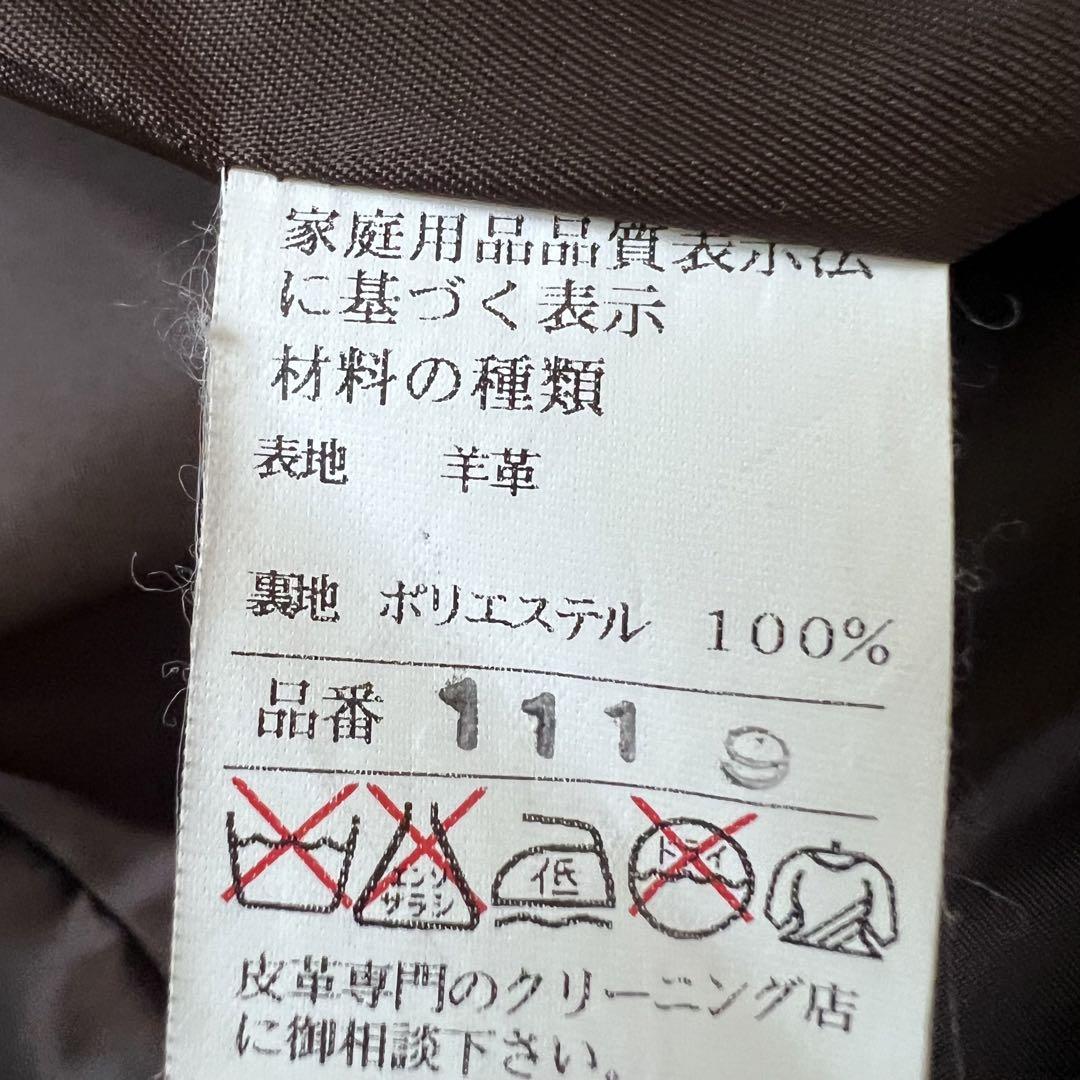 家庭用品品質表示法
に基づく表示
材料の種類
表地 羊革
裏地 ポリエステル 100%
品番 111 9
エンソ
サラシ
低
ドライ
皮革専門のクリーニング店
に御相談下さい。